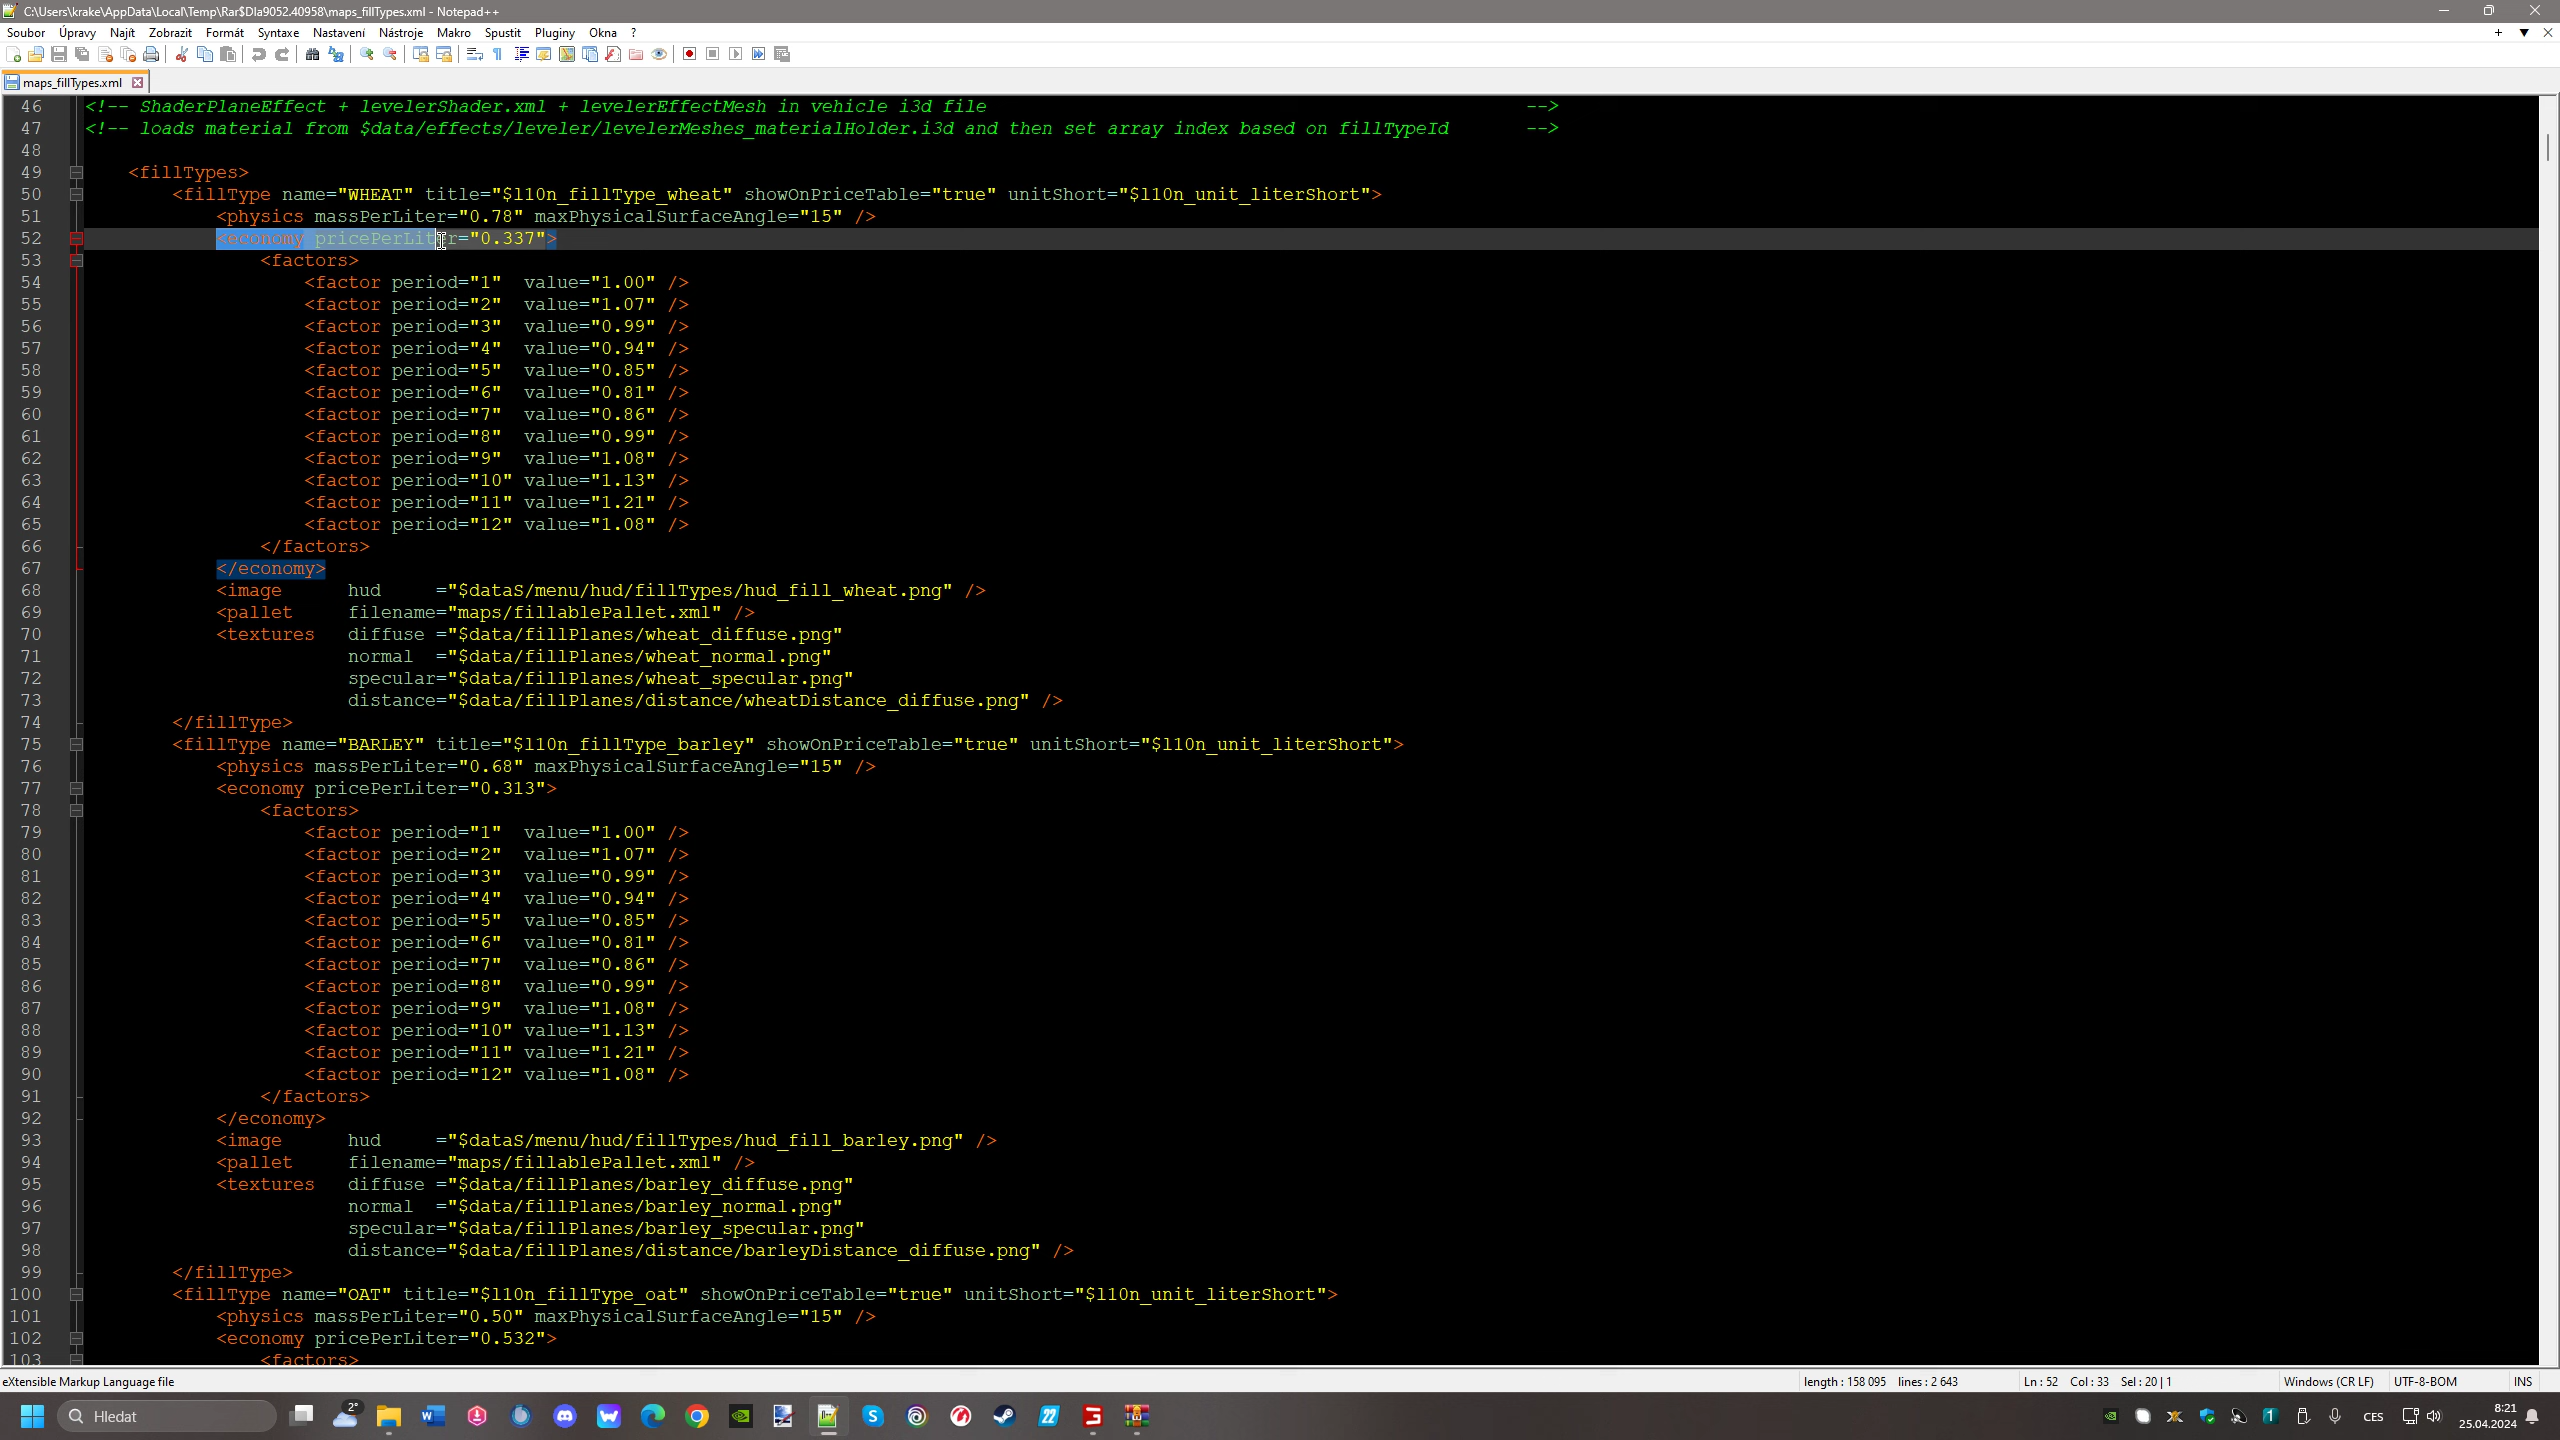 C:\Users\krake\AppData\Local\Temp\Rar$DIa9052.40958\maps_fillTypes.xml - Notepad++
Soubor Úpravy Najít Zobrazit Formát Syntaxe Nastavení Nástroje Makro Spustit Pluginy Okna ?
maps_fillTypes.xml
46 <!-- ShaderPlaneEffect + levelerShader.xml + levelerEffectMesh in vehicle i3d file -->
47 <!-- loads material from $data/effects/leveler/levelerMeshes_materialHolder.i3d and then set array index based on fillTypeId -->
48
49 <fillTypes>
50 <fillType name="WHEAT" title="$l10n_fillType_wheat" showOnPriceTable="true" unitShort="$l10n_unit_literShort">
51 <physics massPerLiter="0.78" maxPhysicalSurfaceAngle="15" />
52 <economy pricePerLiter="0.337">
53 <factors>
54 <factor period="1" value="1.00" />
55 <factor period="2" value="1.07" />
56 <factor period="3" value="0.99" />
57 <factor period="4" value="0.94" />
58 <factor period="5" value="0.85" />
59 <factor period="6" value="0.81" />
60 <factor period="7" value="0.86" />
61 <factor period="8" value="0.99" />
62 <factor period="9" value="1.08" />
63 <factor period="10" value="1.13" />
64 <factor period="11" value="1.21" />
65 <factor period="12" value="1.08" />
66 </factors>
67 </economy>
68 <image hud ="$dataS/menu/hud/fillTypes/hud_fill_wheat.png" />
69 <pallet filename="maps/fillablePallet.xml" />
70 <textures diffuse ="$data/fillPlanes/wheat_diffuse.png"
71 normal ="$data/fillPlanes/wheat_normal.png"
72 specular="$data/fillPlanes/wheat_specular.png"
73 distance="$data/fillPlanes/distance/wheatDistance_diffuse.png" />
74 </fillType>
75 <fillType name="BARLEY" title="$l10n_fillType_barley" showOnPriceTable="true" unitShort="$l10n_unit_literShort">
76 <physics massPerLiter="0.68" maxPhysicalSurfaceAngle="15" />
77 <economy pricePerLiter="0.313">
78 <factors>
79 <factor period="1" value="1.00" />
80 <factor period="2" value="1.07" />
81 <factor period="3" value="0.99" />
82 <factor period="4" value="0.94" />
83 <factor period="5" value="0.85" />
84 <factor period="6" value="0.81" />
85 <factor period="7" value="0.86" />
86 <factor period="8" value="0.99" />
87 <factor period="9" value="1.08" />
88 <factor period="10" value="1.13" />
89 <factor period="11" value="1.21" />
90 <factor period="12" value="1.08" />
91 </factors>
92 </economy>
93 <image hud ="$dataS/menu/hud/fillTypes/hud_fill_barley.png" />
94 <pallet filename="maps/fillablePallet.xml" />
95 <textures diffuse ="$data/fillPlanes/barley_diffuse.png"
96 normal ="$data/fillPlanes/barley_normal.png"
97 specular="$data/fillPlanes/barley_specular.png"
98 distance="$data/fillPlanes/distance/barleyDistance_diffuse.png" />
99 </fillType>
100 <fillType name="OAT" title="$l10n_fillType_oat" showOnPriceTable="true" unitShort="$l10n_unit_literShort">
101 <physics massPerLiter="0.50" maxPhysicalSurfaceAngle="15" />
102 <economy pricePerLiter="0.532">
103 <factors>
eXtensible Markup Language file length : 158 095 lines : 2 643 Ln : 52 Col : 33 Sel : 20 | 1 Windows (CR LF) UTF-8-BOM INS
Hledat 2° CES 8:21
25.04.2024